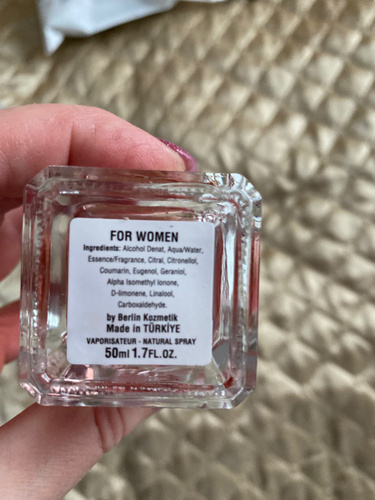 FOR WOMEN
Ingredients: Alcohol Denat, Aqua/Water,
Essence/Fragrance, Citral, Citronellol,
Coumarin, Eugenol, Geraniol,
Alpha Isomethyl Ionone,
D-limonene, Linalool,
Carboxaldehyde.
by Berlin Kozmetik
Made in TÜRKİYE
VAPORISATEUR - NATURAL SPRAY
50ml 1.7FL.OZ.